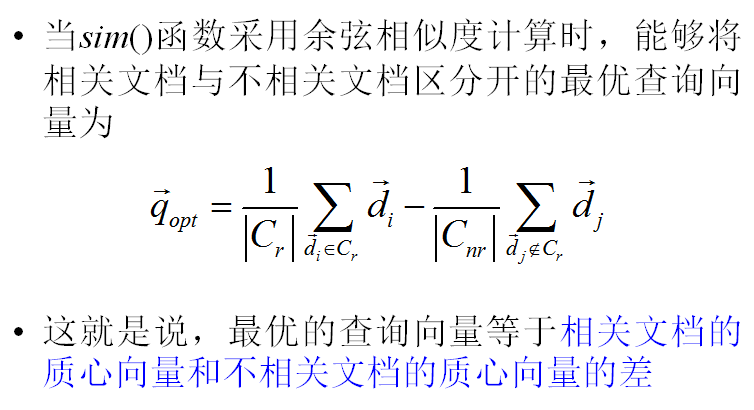 • 当sim()函数采用余弦相似度计算时，能够将
相关文档与不相关文档区分开的最优查询向
量为
$\vec{q}_{opt} = \frac{1}{|C_r|} \sum_{\vec{d}_i \in C_r} \vec{d}_i - \frac{1}{|C_{nr}|} \sum_{\vec{d}_j \notin C_r} \vec{d}_j$
• 这就是说，最优的查询向量等于相关文档的
质心向量和不相关文档的质心向量的差